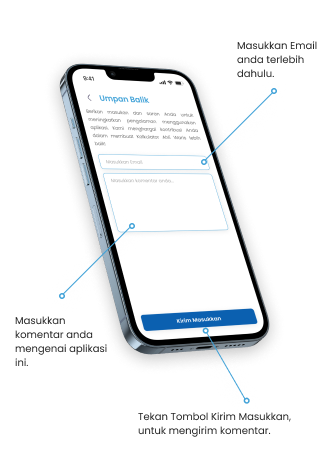 Masukkan Email
anda terlebih
dahulu.
9:41
Umpan Balik
Berikan masukan dan saran Anda untuk
meningkatkan pengalaman menggunakan
aplikasi. Kami menghargai kontribusi Anda
dalam membuat Kalkulator
lebih
baik!
Masukkan Email
Masukkan komentar anda..
Kirim Masukkan
Masukkan
komentar anda
mengenai aplikasi
ini.
Tekan Tombol Kirim Masukkan,
untuk mengirim komentar.